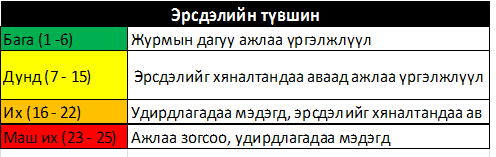 Эрсдэлийн түвшин
Бага (1 -6) Журмын дагуу ажлаа үргэлжлүүл
Дунд (7 - 15) Эрсдэлийг хяналтандаа аваад ажлаа үргэлжлүүл
Их (16 - 22) Удирдлагадаа мэдэгд, эрсдэлийг хяналтандаа ав
Маш их (23 - 25) Ажлаа зогсоо, удирдлагадаа мэдэгд